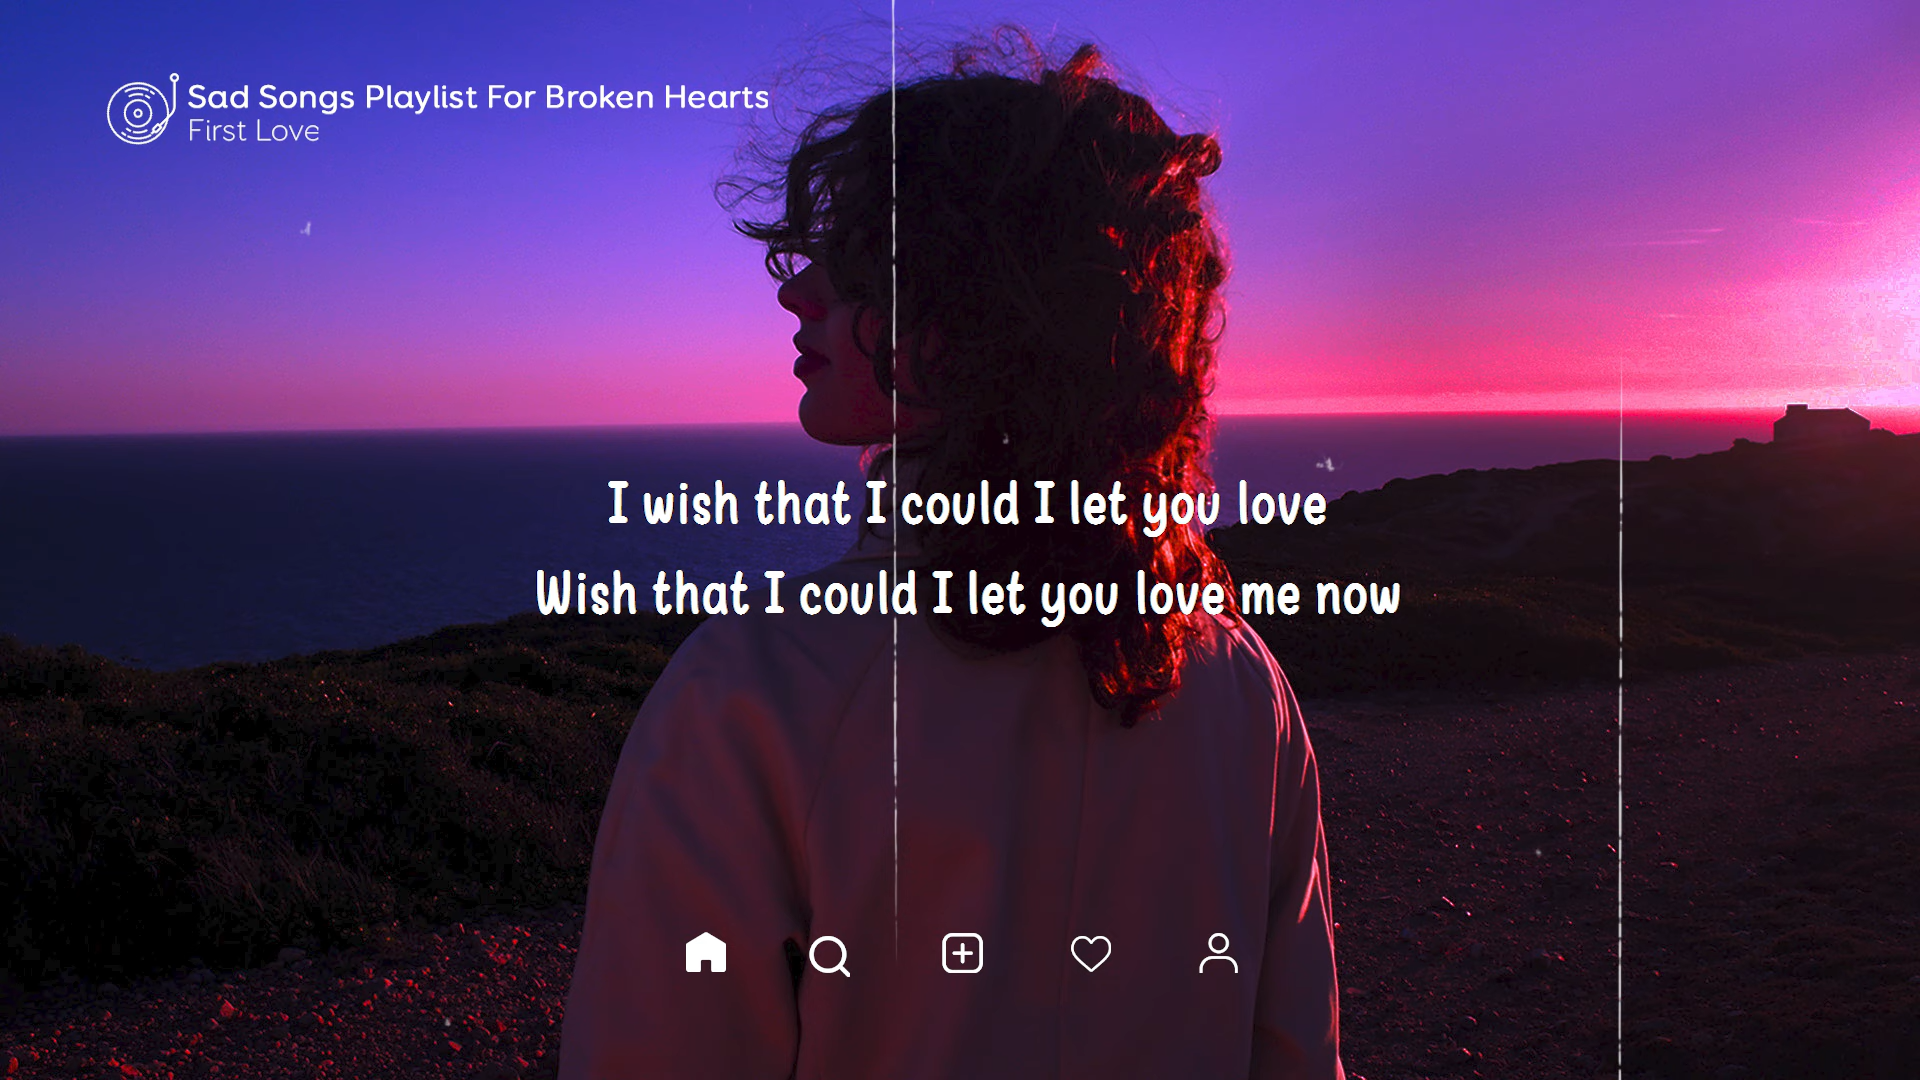 Sad Songs Playlist For Broken Hearts
First Love
I wish that I could I let you love
Wish that I could I let you love me now